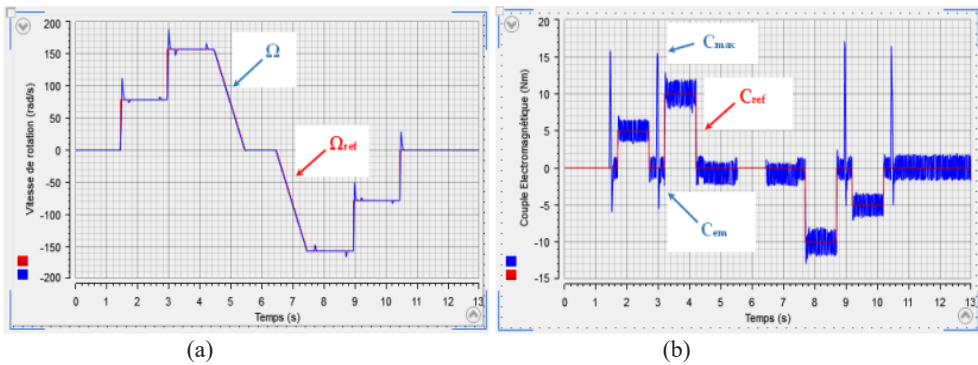 Vitesse de rotation (rad/s)
200
150
100
50
0
-50
-100
-150
-200
Ω
Ωref
0 1 2 3 4 5 6 7 8 9 10 11 12 13
Temps (s)
(a)
Couple Electromagnétique (Nm)
20
15
10
5
0
-5
-10
-15
Cmax
Cref
Cem
0 1 2 3 4 5 6 7 8 9 10 11 12 13
Temps (s)
(b)